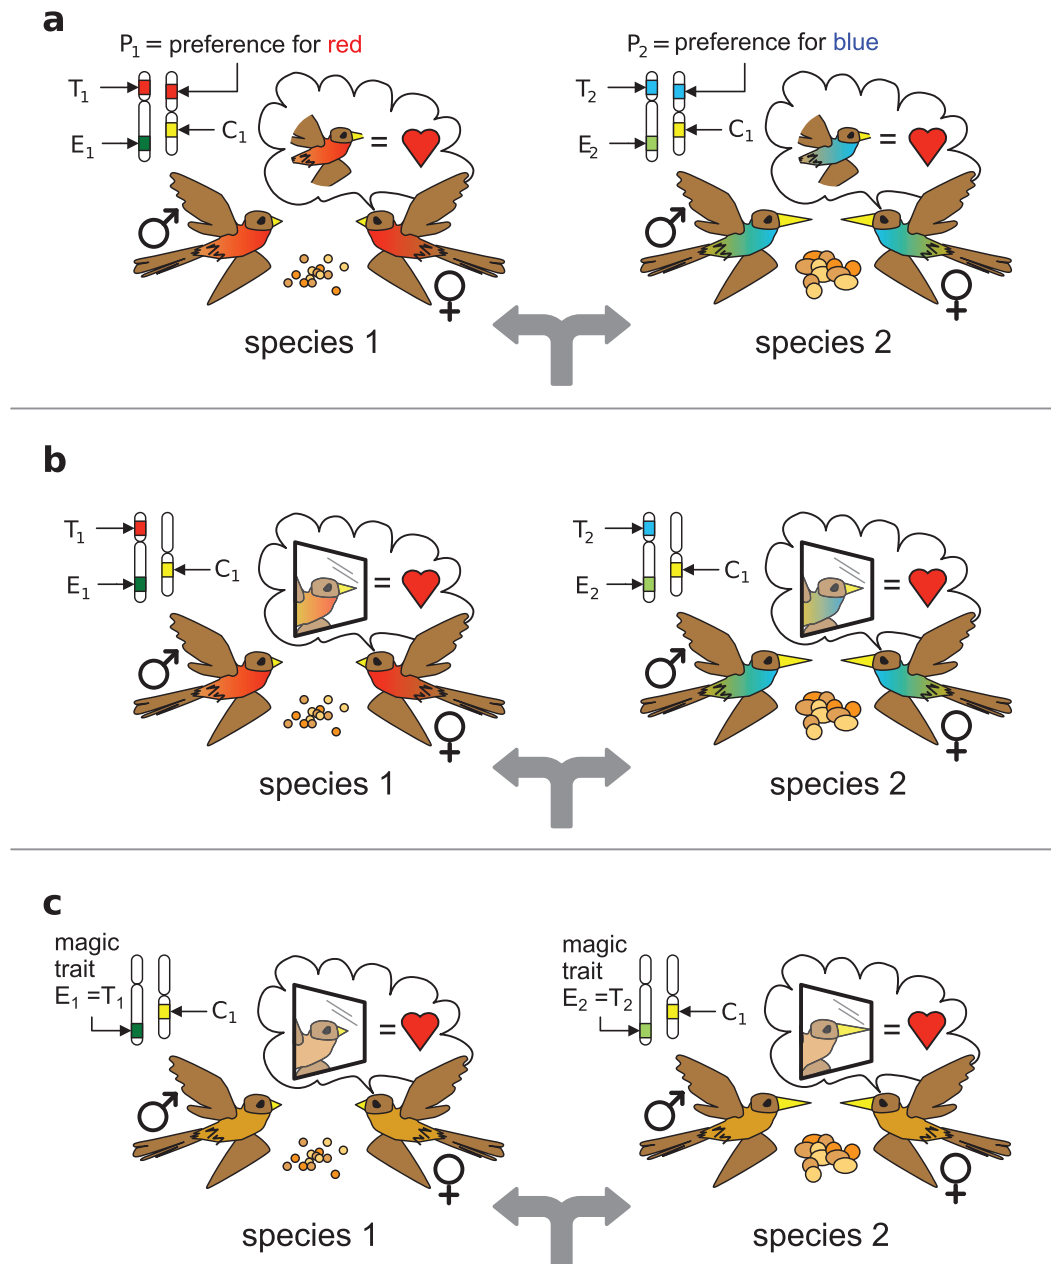 a
P₁ = preference for red
P₂ = preference for blue
T₁
C₁
E₁
T₂
C₁
E₂
species 1
species 2
b
T₁
C₁
E₁
T₂
C₁
E₂
=
=
species 1
species 2
c
magic
trait
E₁ =T₁
C₁
magic
trait
E₂ =T₂
C₁
=
=
species 1
species 2